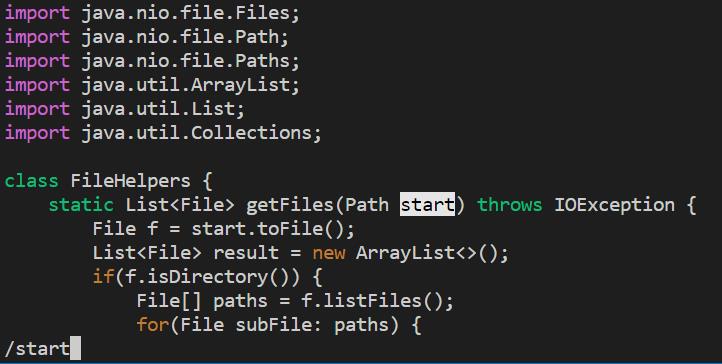 import java.nio.file.Files;
import java.nio.file.Path;
import java.nio.file.Paths;
import java.util.ArrayList;
import java.util.List;
import java.util.Collections;

class FileHelpers {
    static List<File> getFiles(Path start) throws IOException {
        File f = start.toFile();
        List<File> result = new ArrayList<>();
        if(f.isDirectory()) {
            File[] paths = f.listFiles();
            for(File subFile: paths) {
/start